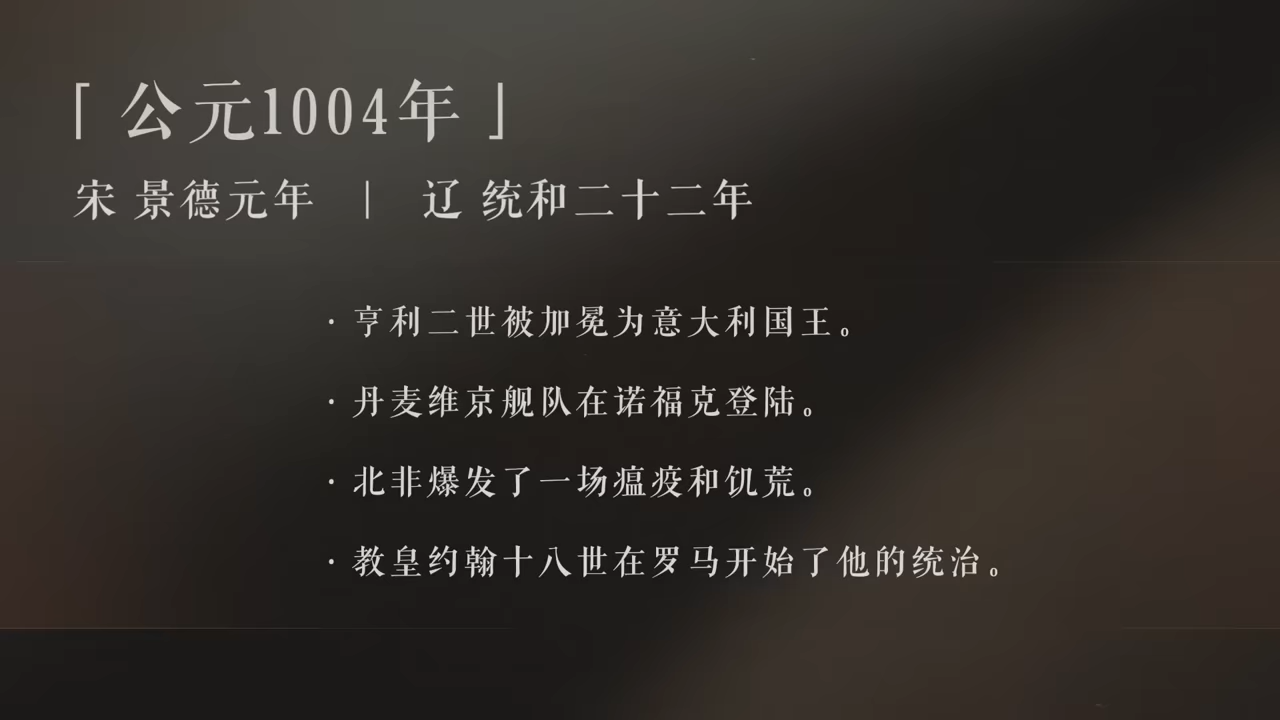 「公元1004年」
宋 景德元年 | 辽 统和二十二年
· 亨利二世被加冕为意大利国王。
· 丹麦维京舰队在诺福克登陆。
· 北非爆发了一场瘟疫和饥荒。
· 教皇约翰十八世在罗马开始了他的统治。